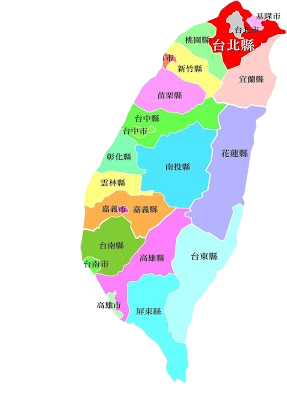 基隆市
台北市
台北縣
桃園縣
新竹縣
宜蘭縣
苗栗縣
台中縣
台中市
彰化縣
南投縣
花蓮縣
雲林縣
嘉義市
嘉義縣
台南縣
台南市
高雄縣
台東縣
高雄市
屏東縣